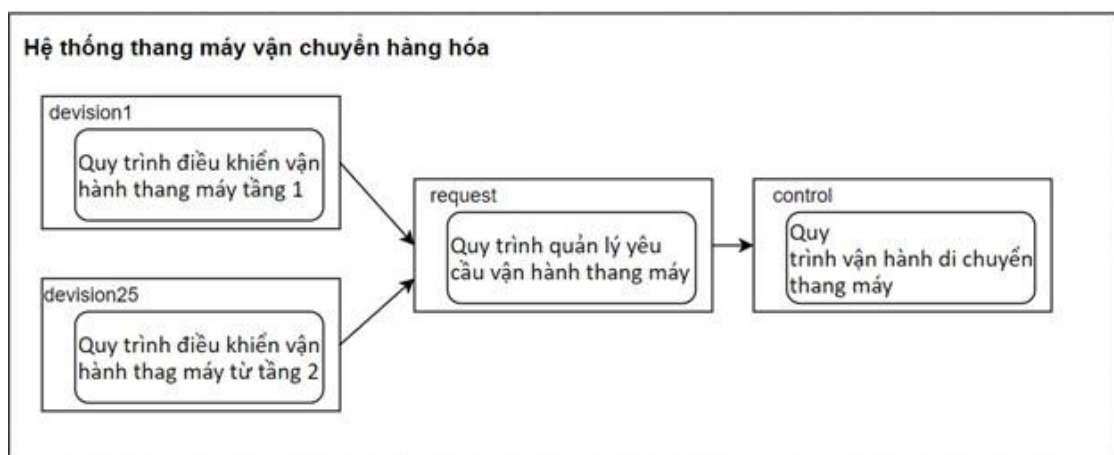 Hệ thống thang máy vận chuyển hàng hóa
devision1
Quy trình điều khiển vận
hành thang máy tầng 1
devision25
Quy trình điều khiển vận
hành thag máy từ tầng 2
request
Quy trình quản lý yêu
cầu vận hành thang máy
control
Quy
trình vận hành di chuyển
thang máy